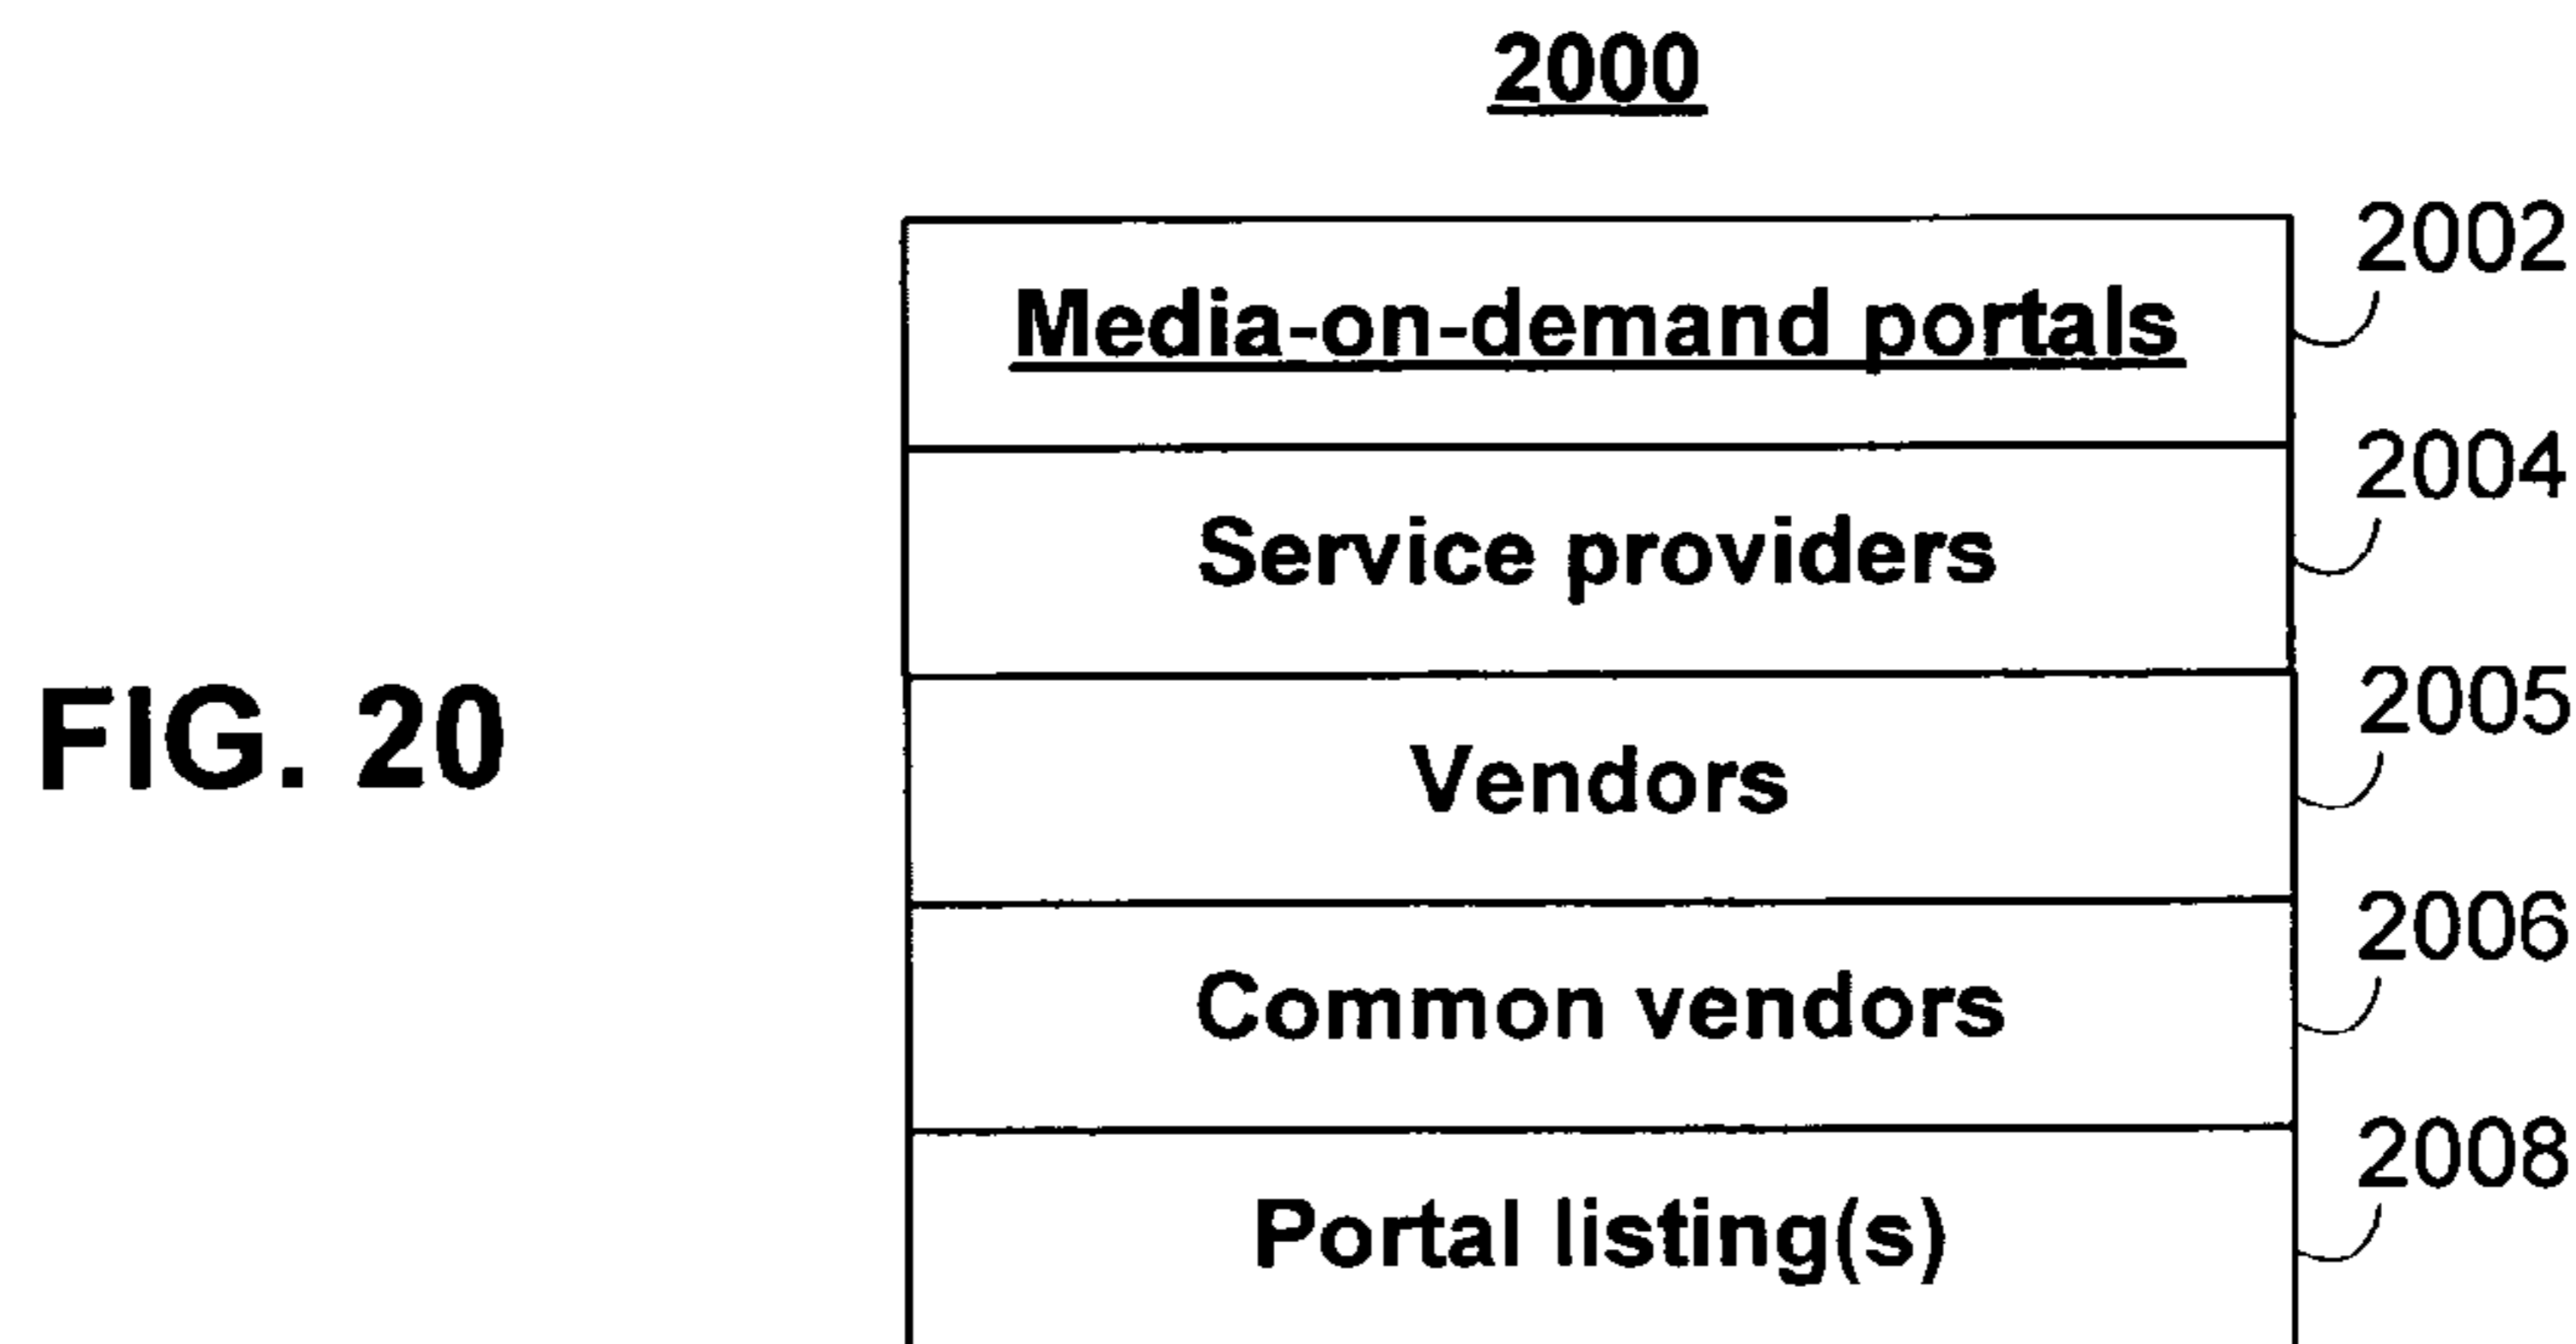 2000
Media-on-demand portals 2002
Service providers 2004
FIG. 20
Vendors 2005
Common vendors 2006
Portal listing(s) 2008